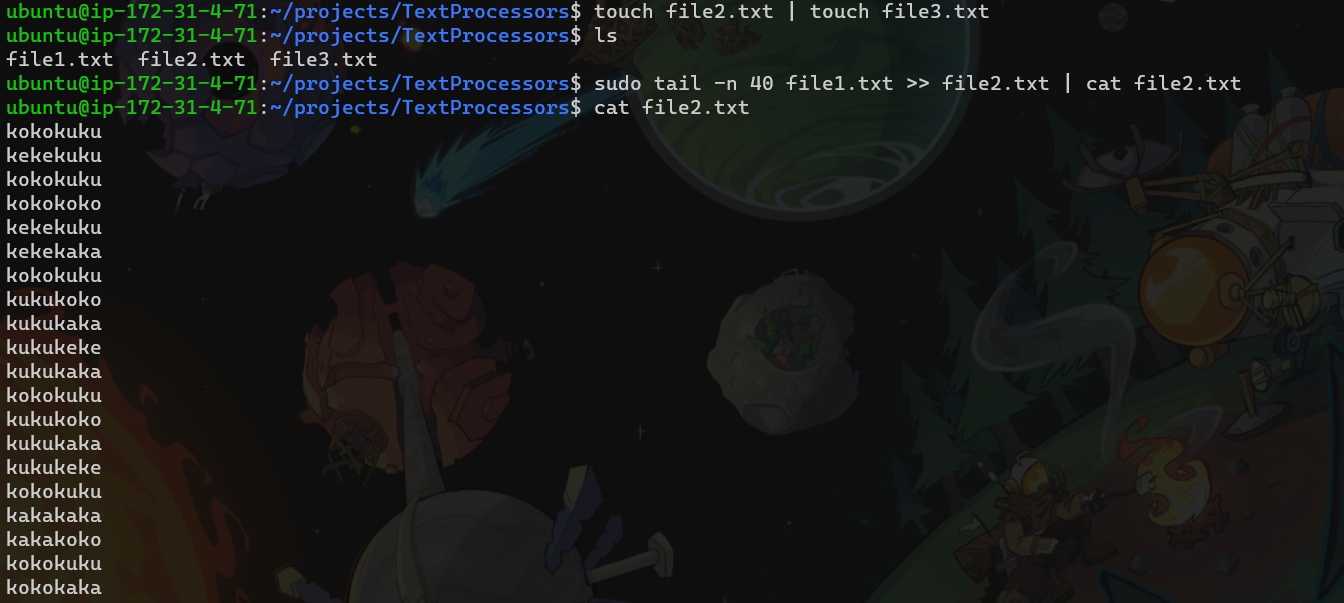 ubuntu@ip-172-31-4-71:~/projects/TextProcessors$ touch file2.txt | touch file3.txt
ubuntu@ip-172-31-4-71:~/projects/TextProcessors$ ls
file1.txt  file2.txt  file3.txt
ubuntu@ip-172-31-4-71:~/projects/TextProcessors$ sudo tail -n 40 file1.txt >> file2.txt | cat file2.txt
ubuntu@ip-172-31-4-71:~/projects/TextProcessors$ cat file2.txt
kokokuku
kekekuku
kokokuku
kokokoko
kekekuku
kekekaka
kokokuku
kukukoko
kukukaka
kukukeke
kukukaka
kokokuku
kukukoko
kukukaka
kukukeke
kokokuku
kakakaka
kakakoko
kokokuku
kokokaka